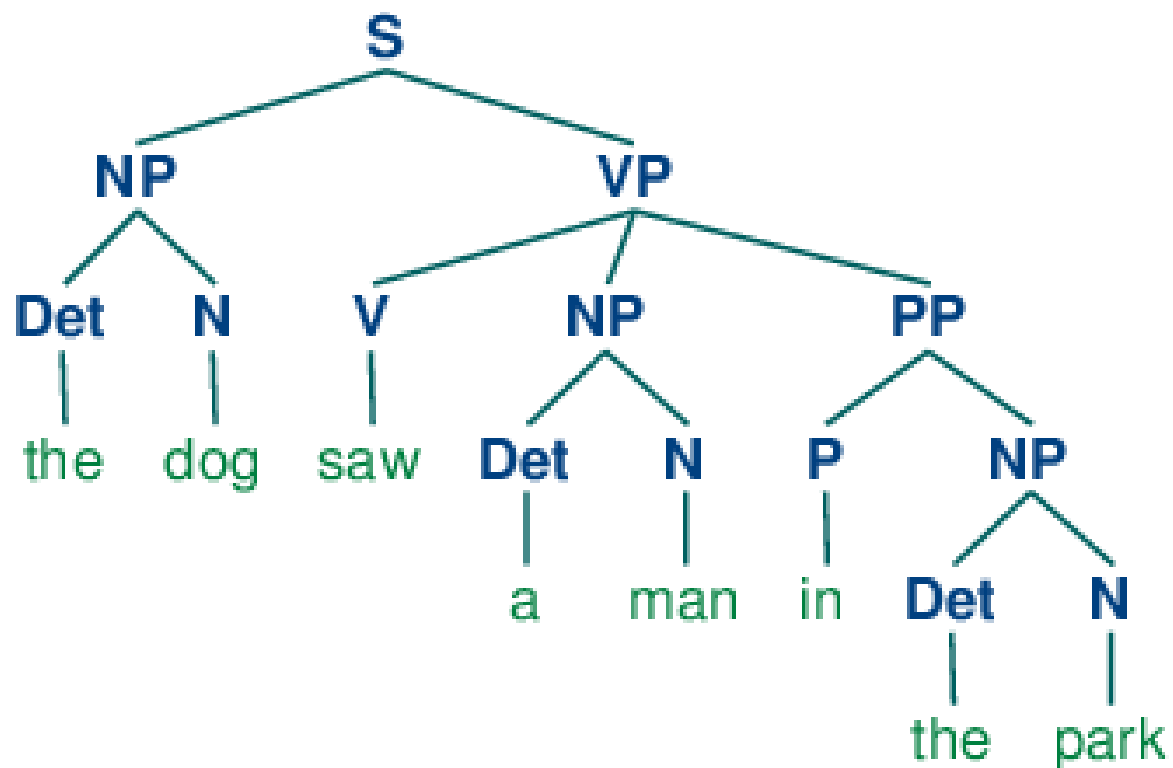 S
NP VP
Det N V NP PP
the dog saw Det N P NP
a man in Det N
the park